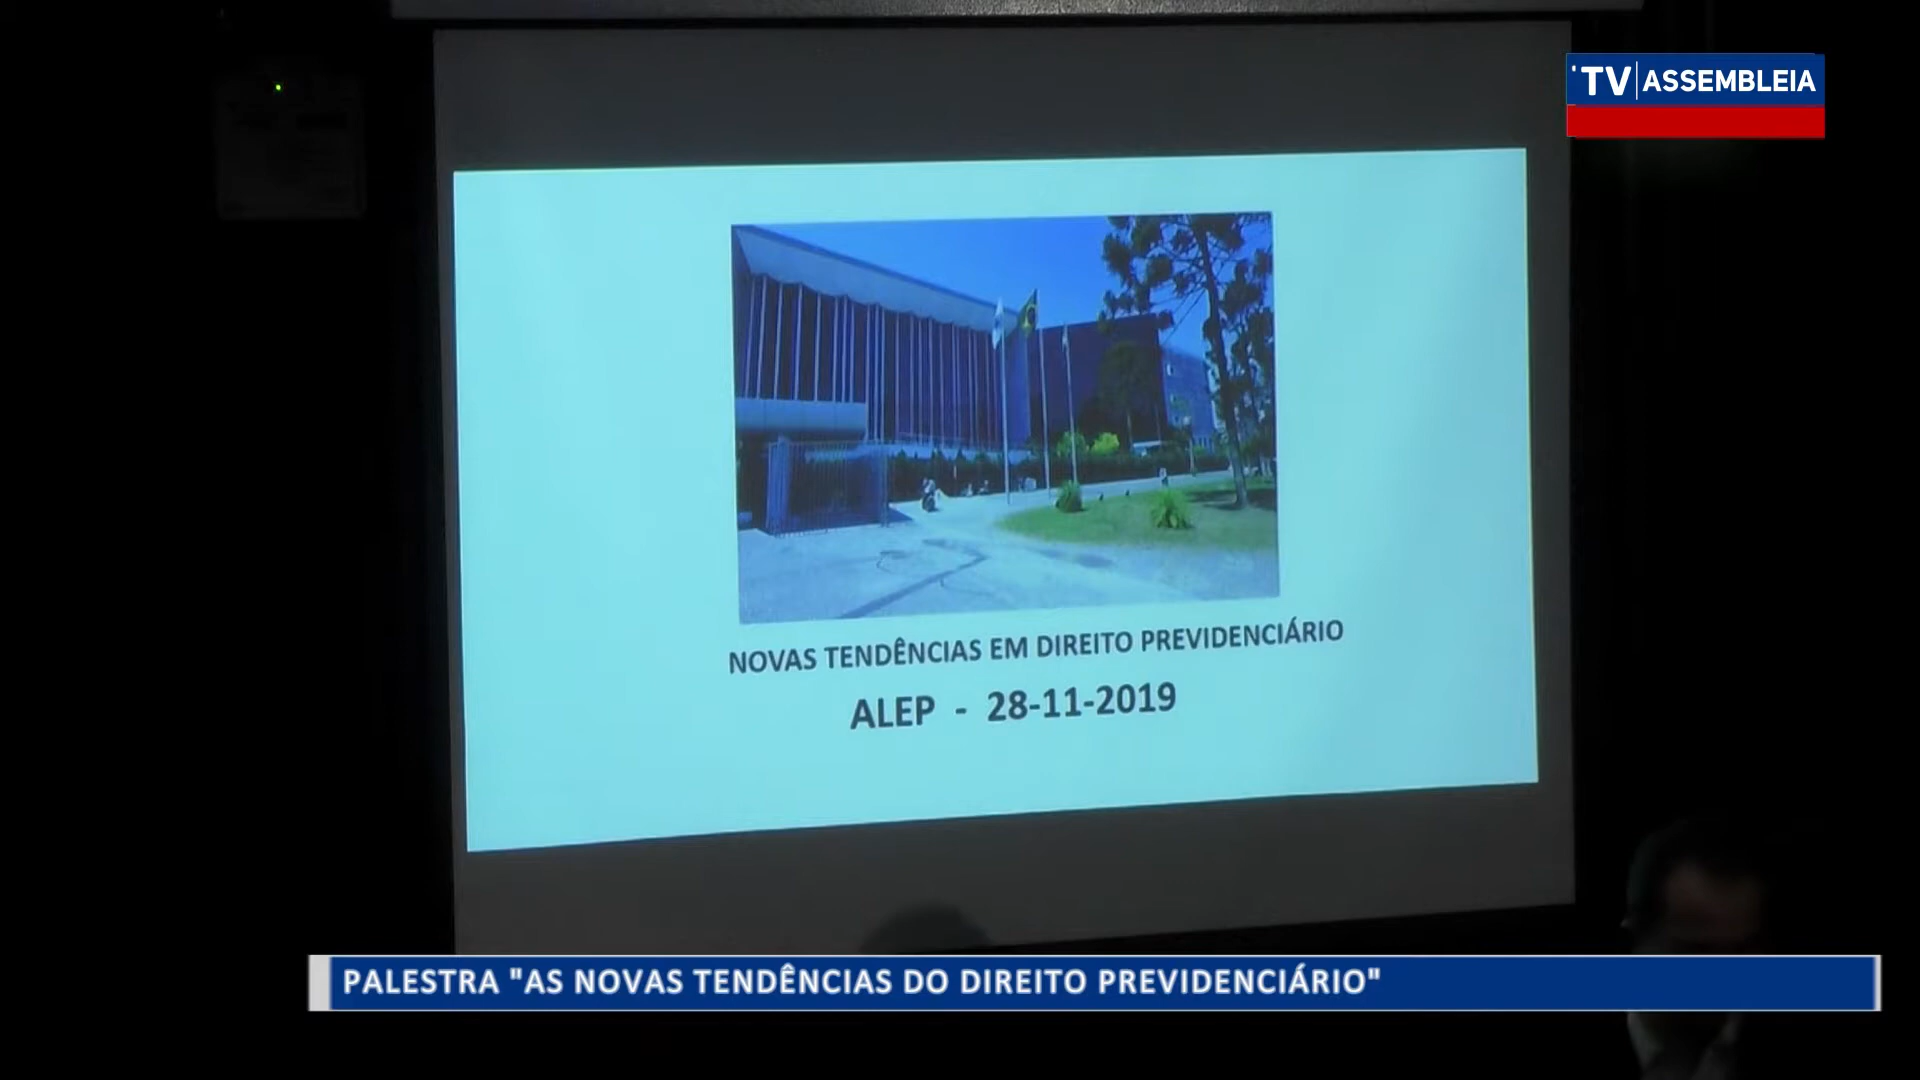 TV ASSEMBLEIA
NOVAS TENDÊNCIAS EM DIREITO PREVIDENCIÁRIO
ALEP - 28-11-2019
PALESTRA "AS NOVAS TENDÊNCIAS DO DIREITO PREVIDENCIÁRIO"